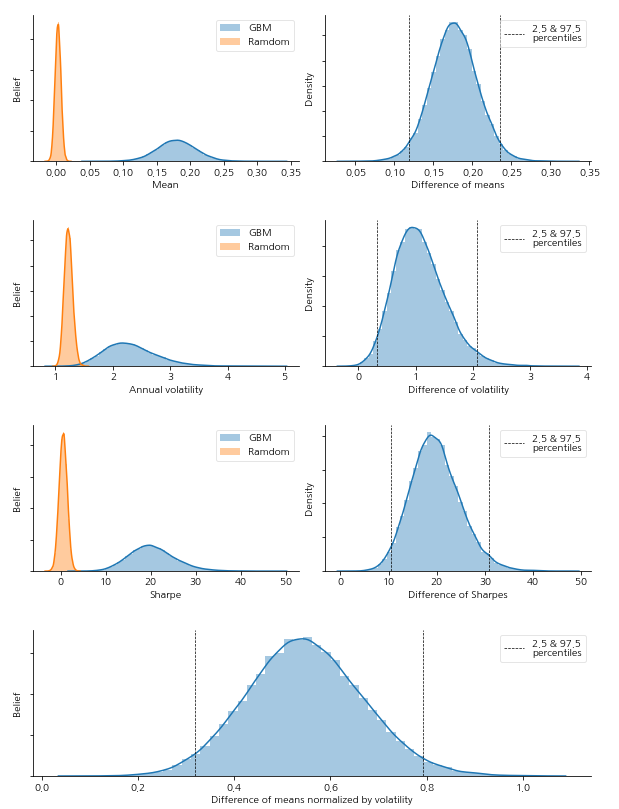 GBM
Ramdom
Belief
0,00 0,05 0,10 0,15 0,20 0,25 0,30 0,35
Mean
2,5 & 97,5
percentiles
Density
0,05 0,10 0,15 0,20 0,25 0,30 0,35
Difference of means
GBM
Ramdom
Belief
1 2 3 4 5
Annual volatility
2,5 & 97,5
percentiles
Density
0 1 2 3 4
Difference of volatility
GBM
Ramdom
Belief
0 10 20 30 40 50
Sharpe
2,5 & 97,5
percentiles
Density
0 10 20 30 40 50
Difference of Sharpes
2,5 & 97,5
percentiles
Belief
0,0 0,2 0,4 0,6 0,8 1,0
Difference of means normalized by volatility